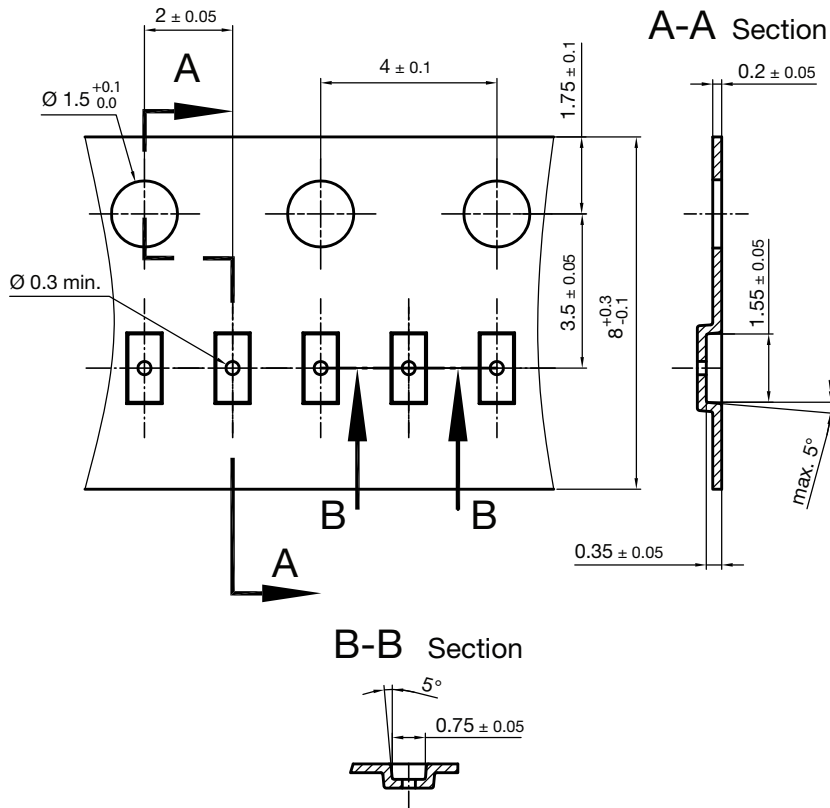 2 ± 0.05
A-A Section
A
4 ± 0.1
1.75 ± 0.1
0.2 ± 0.05
Ø 1.5 +0.1 0.0
Ø 0.3 min.
3.5 ± 0.05
8 +0.3 -0.1
1.55 ± 0.05
max. 5°
B
B
0.35 ± 0.05
A
B-B Section
5°
0.75 ± 0.05